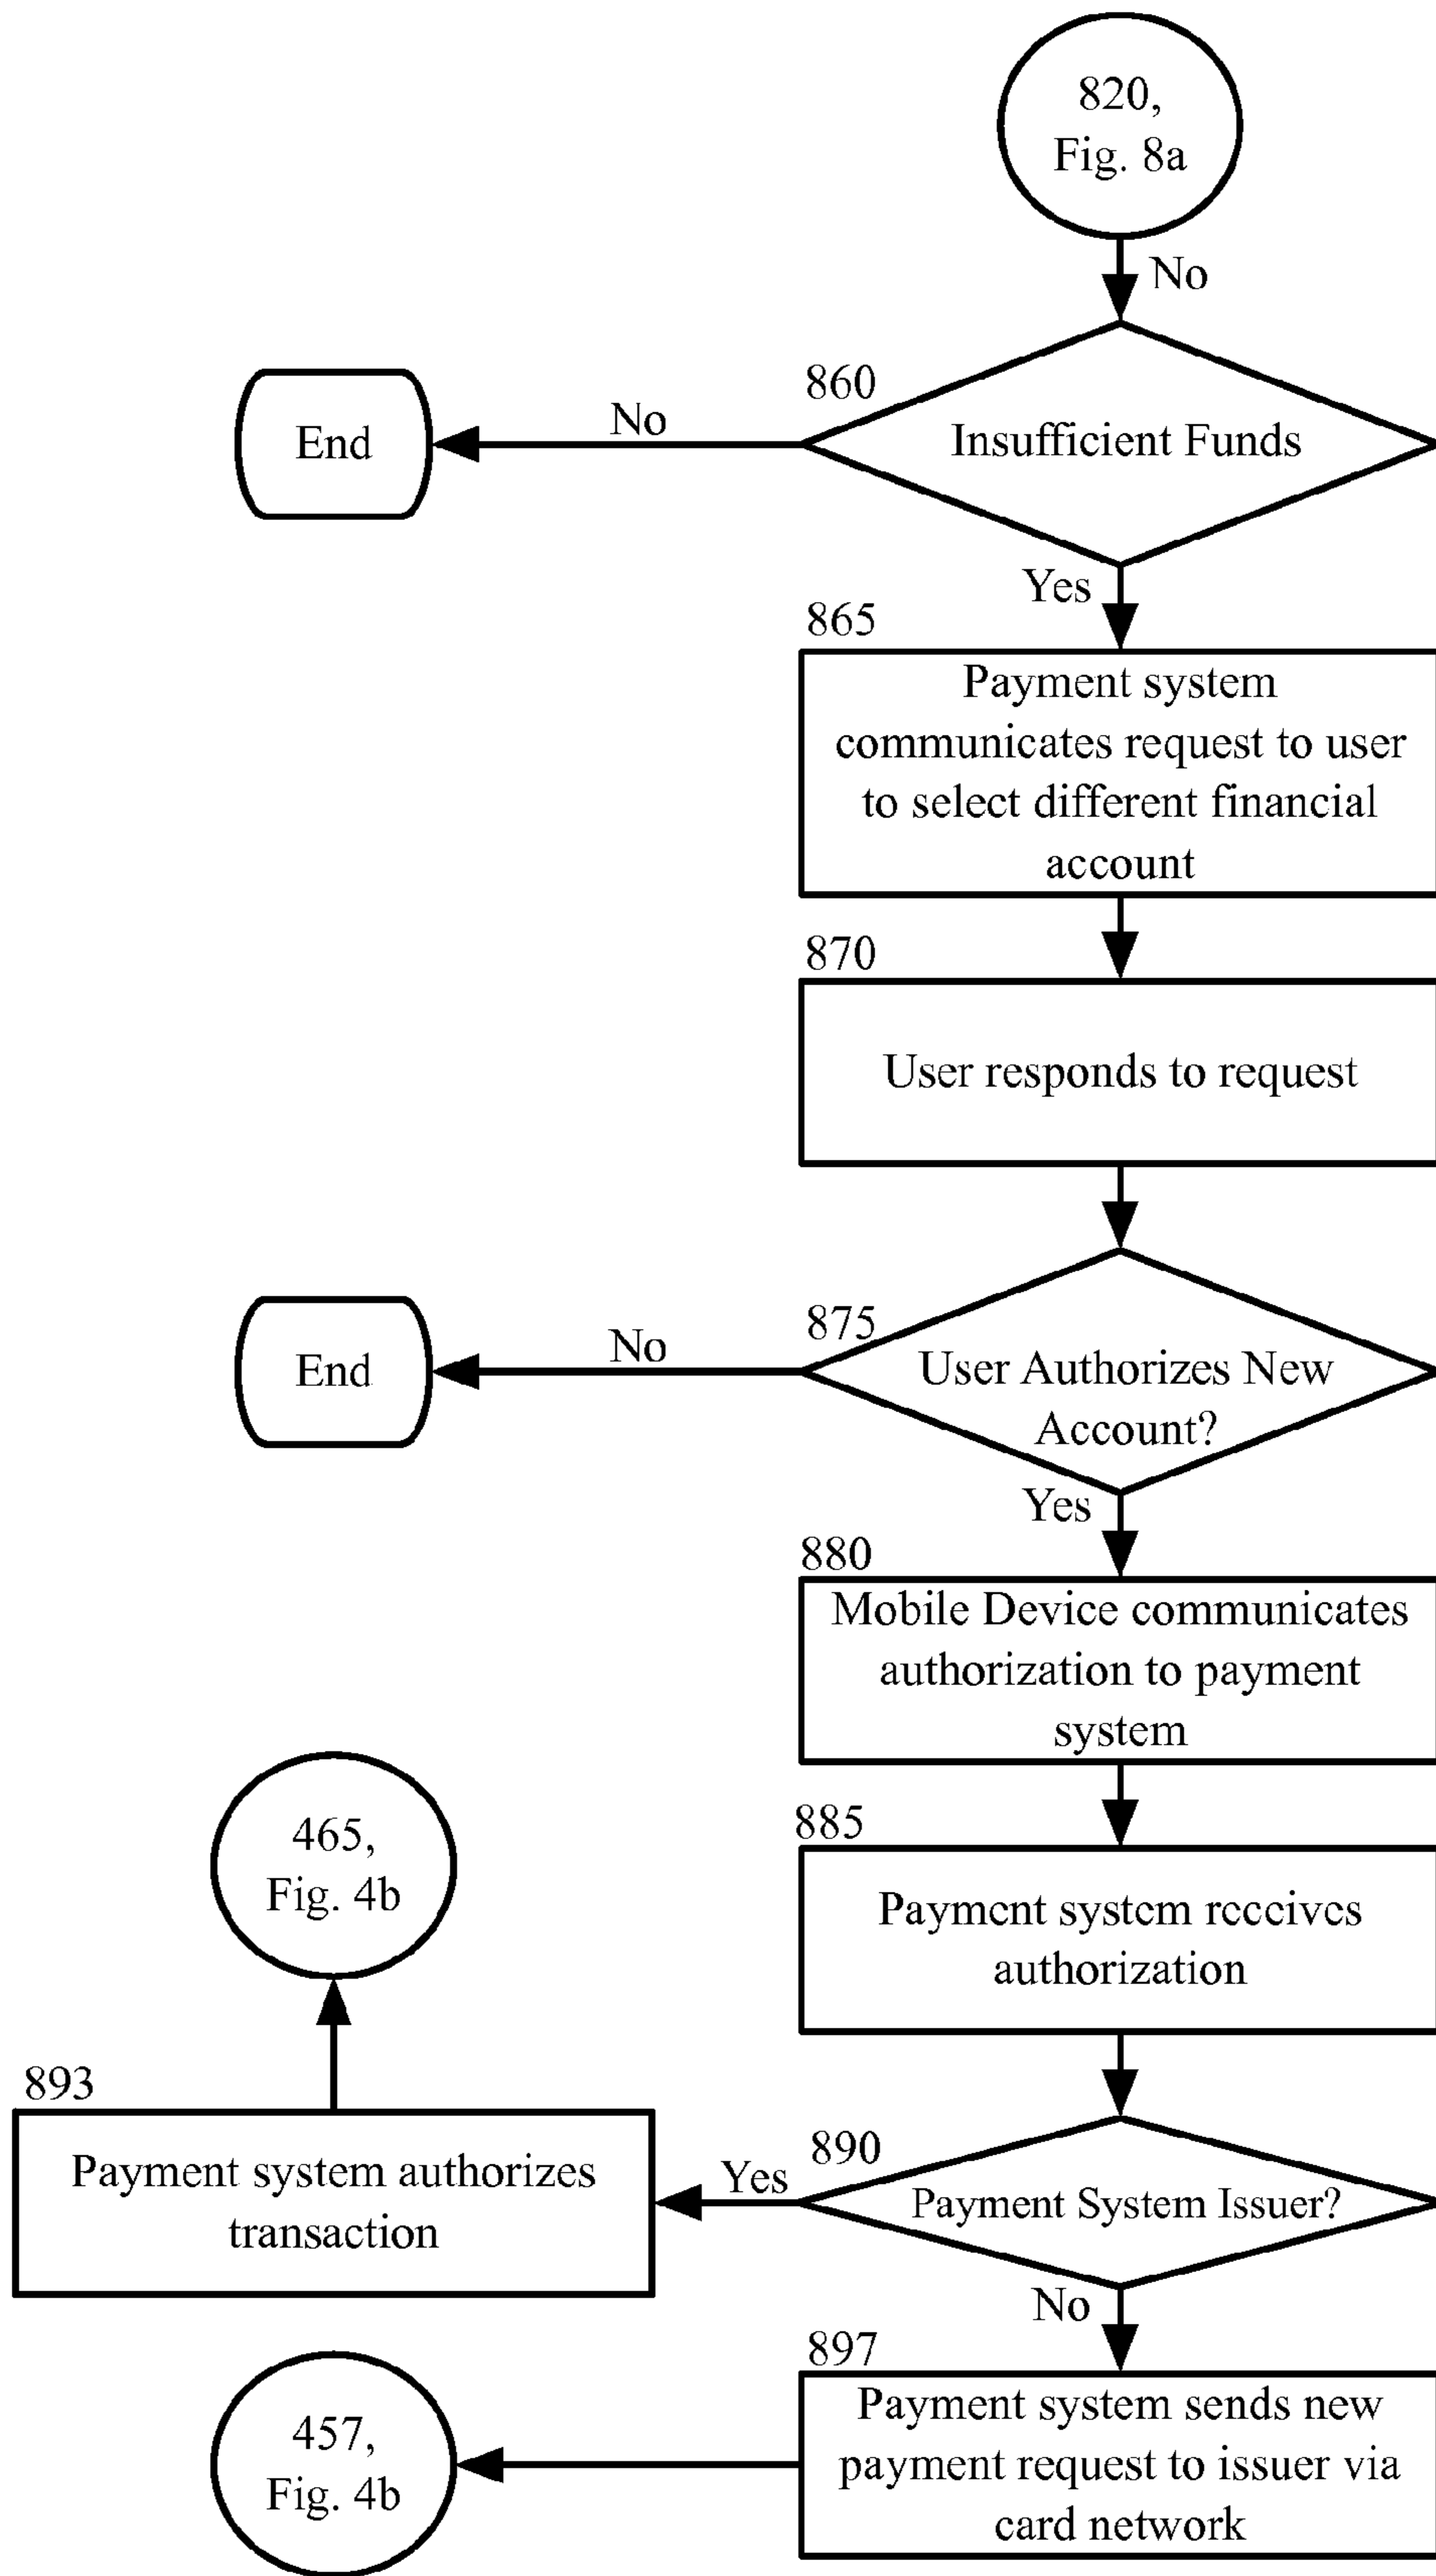 820,
Fig. 8a
No
860
Insufficient Funds
No
End
Yes
865
Payment system
communicates request to user
to select different financial
account
870
User responds to request
875
User Authorizes New
Account?
No
End
Yes
880
Mobile Device communicates
authorization to payment
system
885
Payment system receives
authorization
465,
Fig. 4b
893
Payment system authorizes
transaction
Yes
890
Payment System Issuer?
No
897
Payment system sends new
payment request to issuer via
card network
457,
Fig. 4b